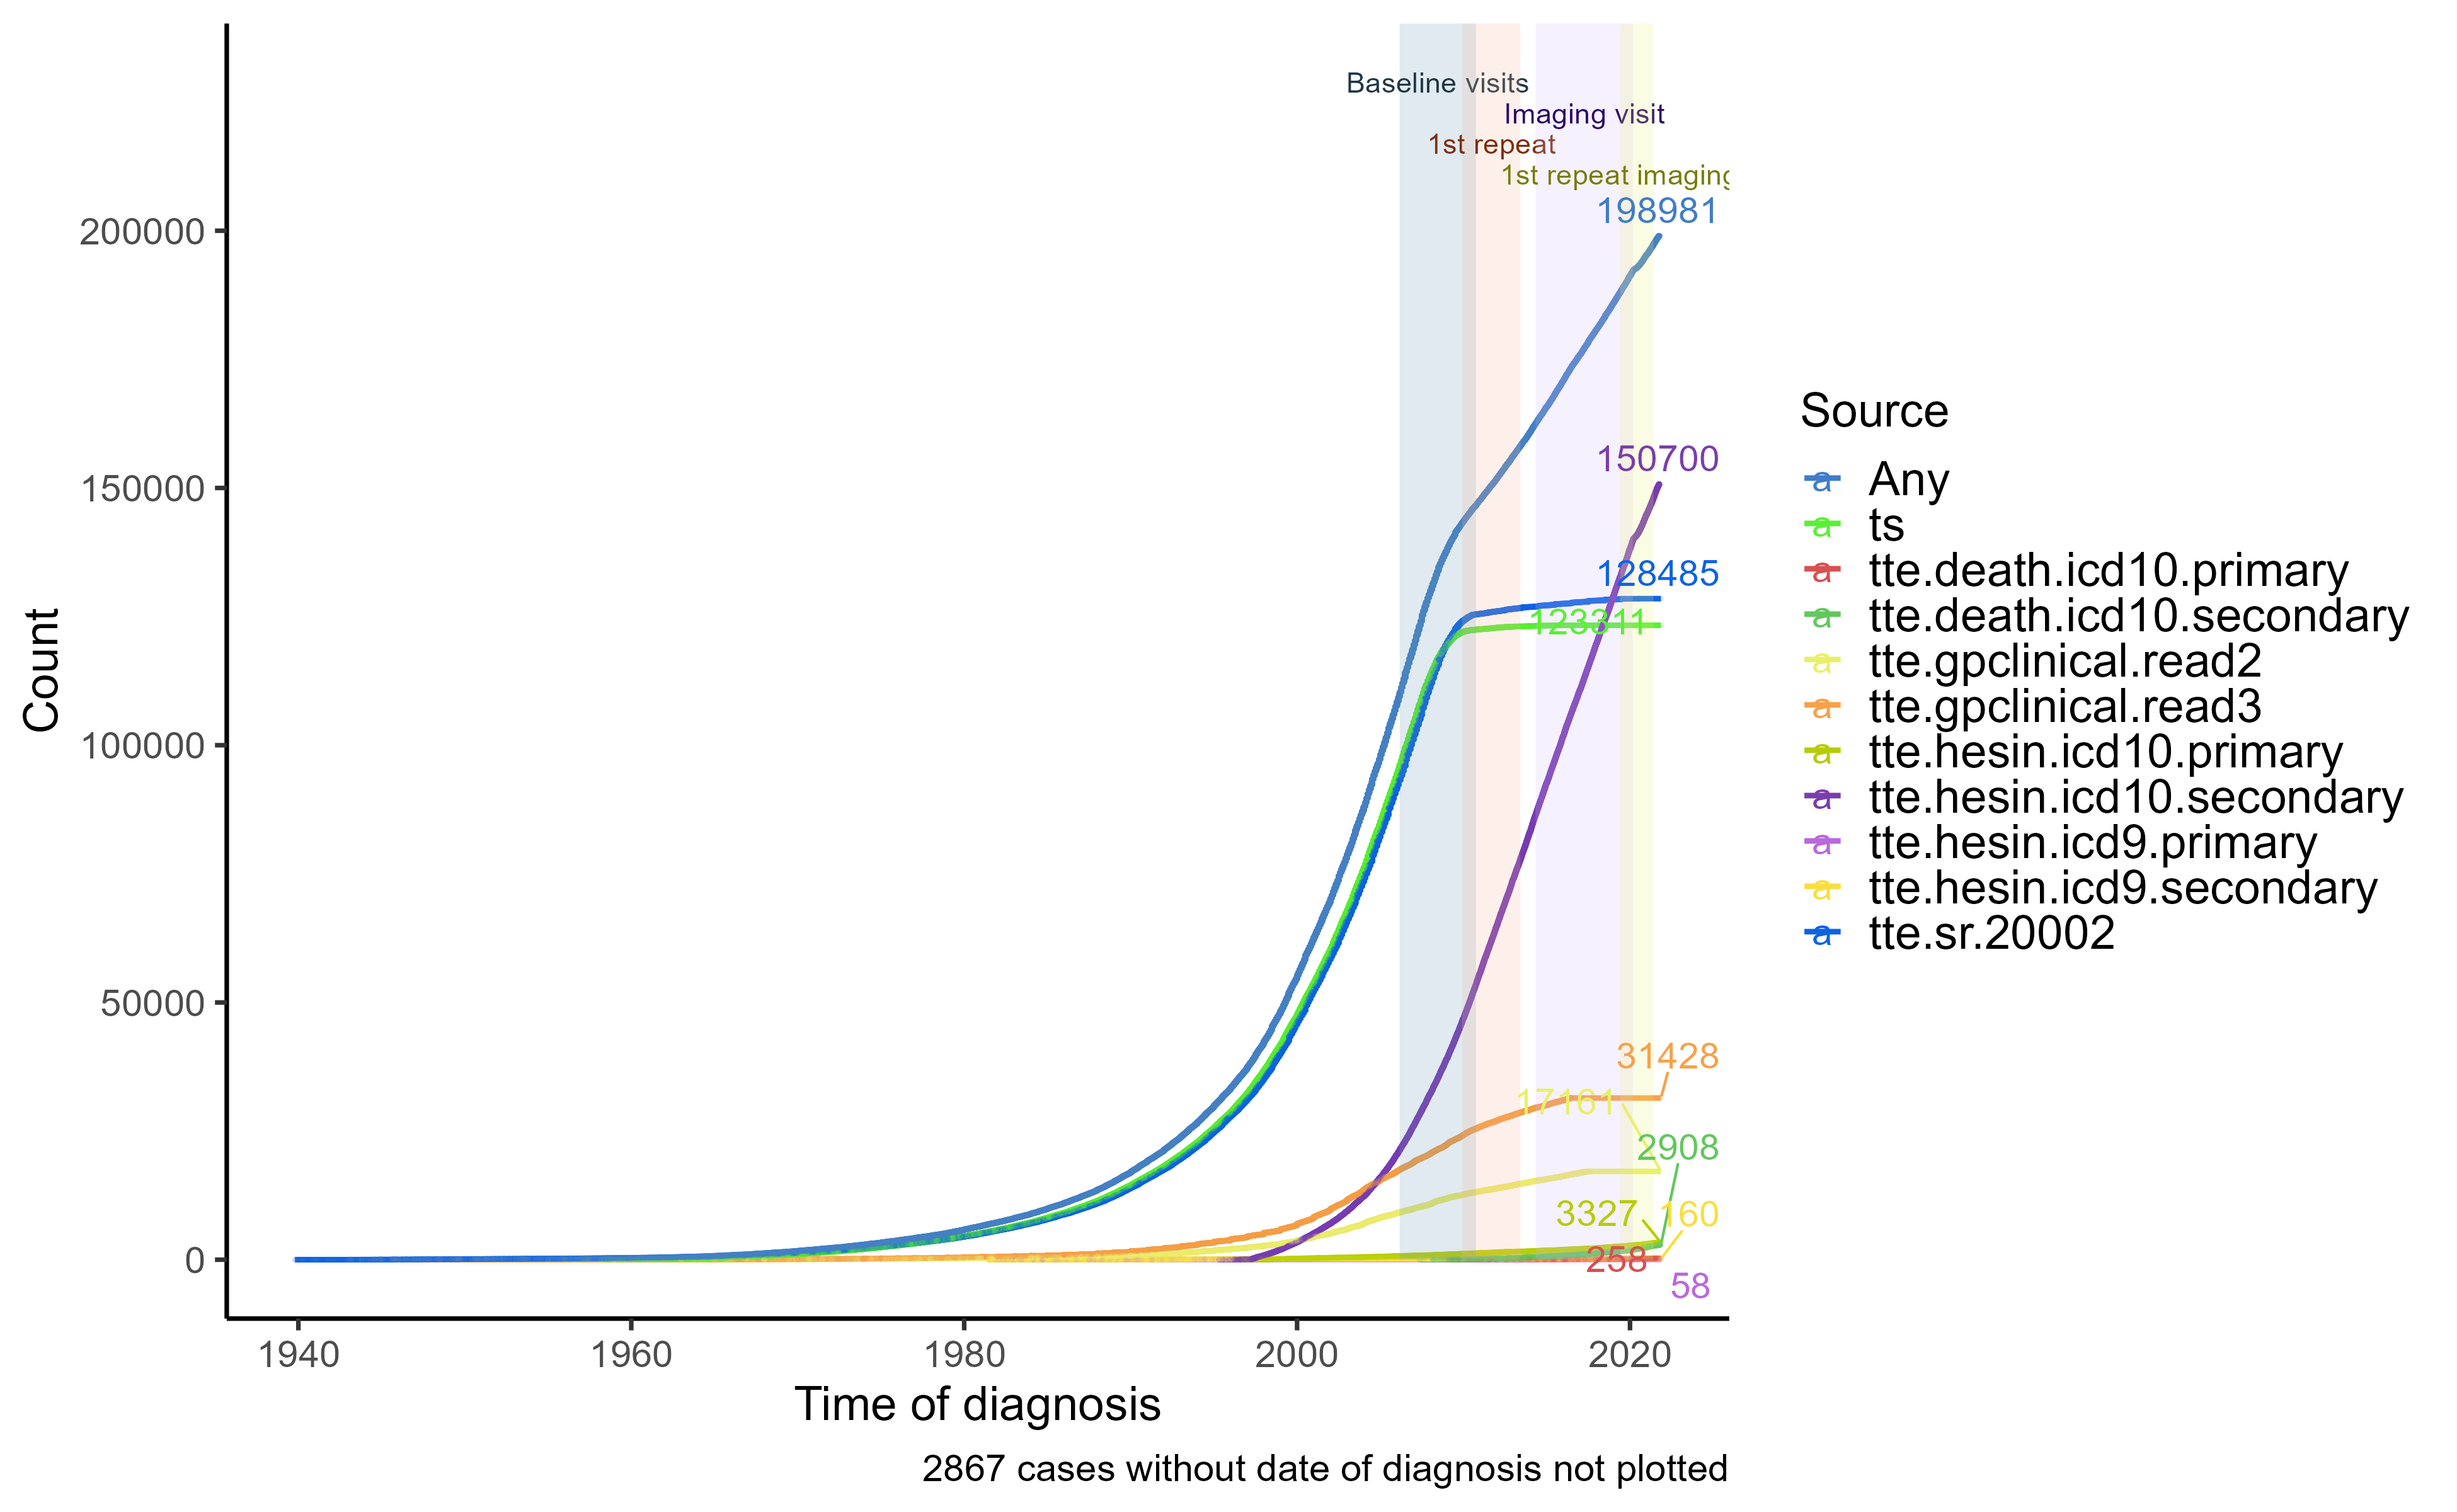 Baseline visits
Imaging visit
1st repeat
1st repeat imaging
198981
200000
150700
150000
128485
123311
Count
100000
50000
31428
17161
2908
3327
160
258
0
58
1940
1960
1980
2000
2020
Time of diagnosis
2867 cases without date of diagnosis not plotted
Source
a Any
a ts
a tte.death.icd10.primary
a tte.death.icd10.secondary
a tte.gpclinical.read2
a tte.gpclinical.read3
a tte.hesin.icd10.primary
a tte.hesin.icd10.secondary
a tte.hesin.icd9.primary
a tte.hesin.icd9.secondary
a tte.sr.20002